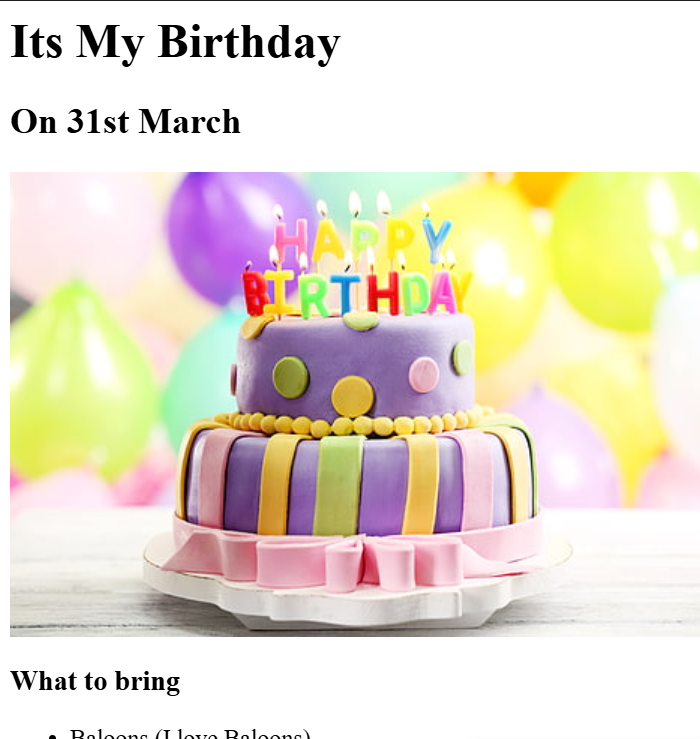 Its My Birthday
On 31st March
HAPPY
BIRTHDAY
What to bring
Baloons (I love Baloons)